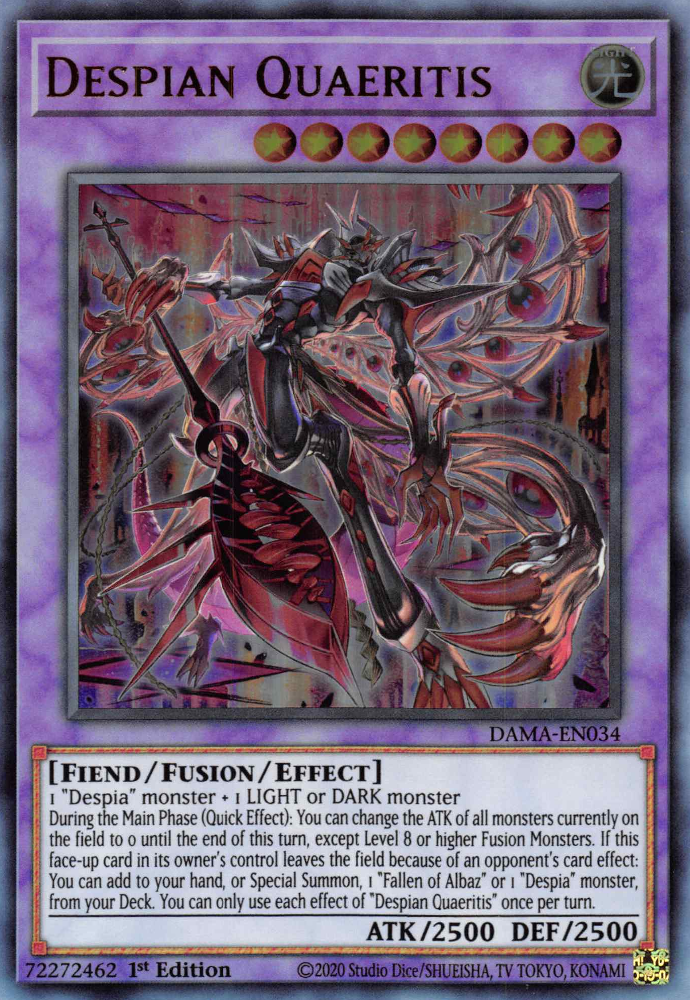 DESPIAN QUAERITIS
光
DAMA-EN034
[FIEND/FUSION/EFFECT]
1 "Despia" monster + 1 LIGHT or DARK monster
During the Main Phase (Quick Effect): You can change the ATK of all monsters currently on
the field to 0 until the end of this turn, except Level 8 or higher Fusion Monsters. If this
face-up card in its owner's control leaves the field because of an opponent's card effect:
You can add to your hand, or Special Summon, 1 "Fallen of Albaz" or 1 "Despia" monster,
from your Deck. You can only use each effect of "Despian Quaeritis" once per turn.
ATK/2500 DEF/2500
72272462 1st Edition ©2020 Studio Dice/SHUEISHA, TV TOKYO, KONAMI